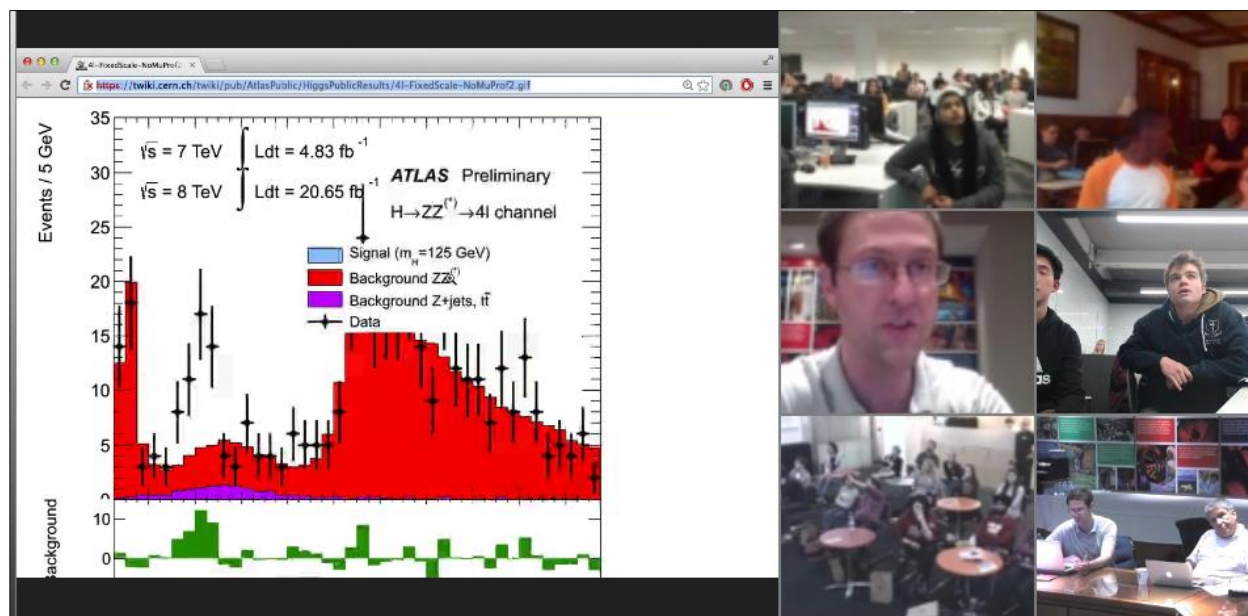 4l-FixedScale-NoMuProf2.
https://twiki.cern.ch/twiki/pub/AtlasPublic/HiggsPublicResults/4l-FixedScale-NoMuProf2.gif
Events / 5 GeV
35
30
25
20
15
10
5
0
√s = 7 TeV ∫ Ldt = 4.83 fb⁻¹
√s = 8 TeV ∫ Ldt = 20.65 fb⁻¹
ATLAS Preliminary
H→ZZ(*)→4l channel
Signal (m_H=125 GeV)
Background ZZ(*)
Background Z+jets, tt̄
Data
Background
10
0